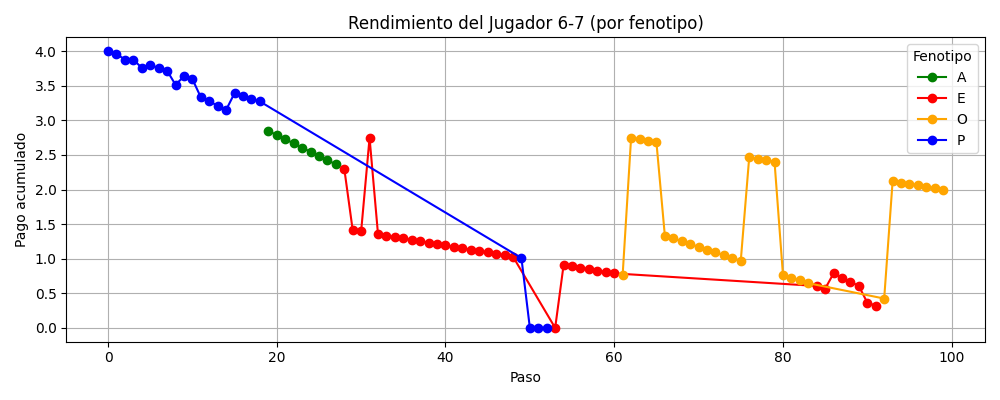 Rendimiento del Jugador 6-7 (por fenotipo)
Pago acumulado
4.0
3.5
3.0
2.5
2.0
1.5
1.0
0.5
0.0
0 20 40 60 80 100
Paso
Fenotipo
A
E
O
P